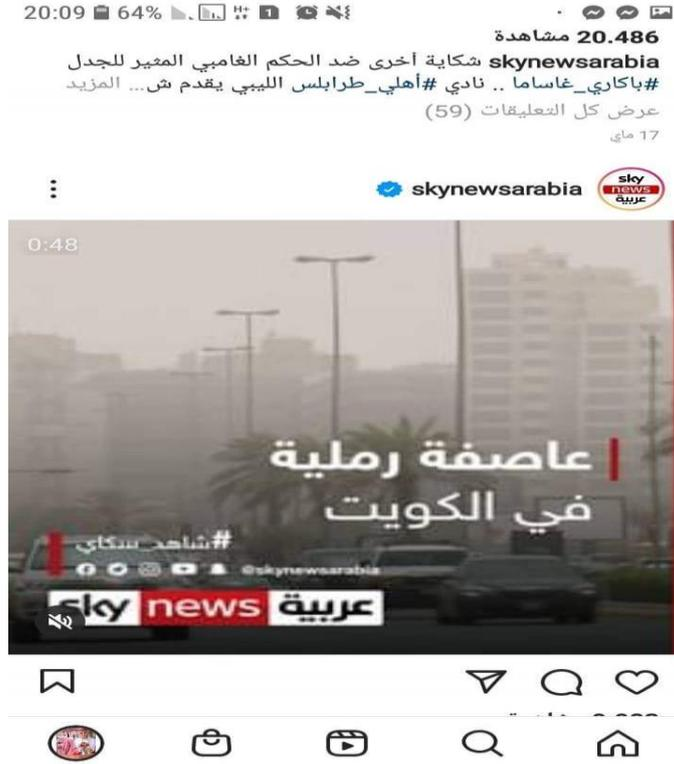 20:09 64% H+ 1
20.486 مشاهدة
skynewsarabia شكاية أخرى ضد الحكم الغامبي المثير للجدل
#باكاري_غاساما .. نادي #أهلي_طرابلس الليبي يقدم ش... المزيد
عرض كل التعليقات (59)
17 ماي
skynewsarabia
sky
news
عربية
0:48
عاصفة رملية
في الكويت
#شاهد_سكاي
@skynewsarabia
sky news عربية